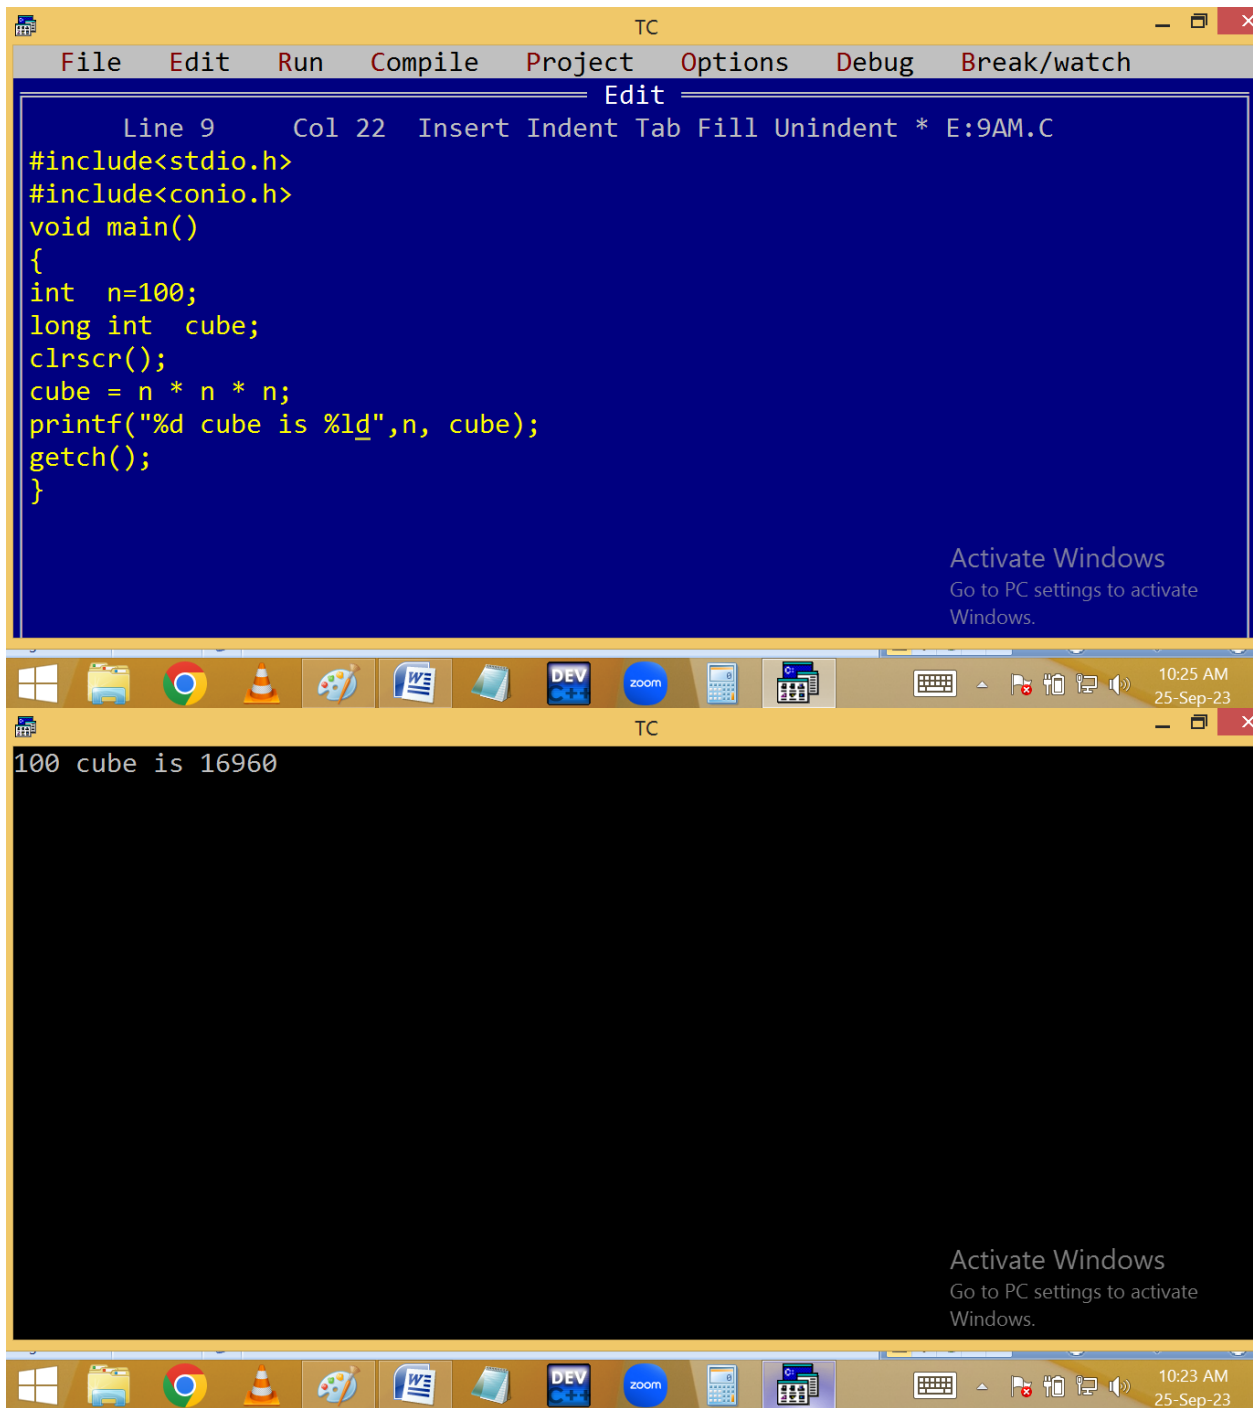 TC
File Edit Run Compile Project Options Debug Break/watch
Edit
Line 9 Col 22 Insert Indent Tab Fill Unindent * E:9AM.C
#include<stdio.h>
#include<conio.h>
void main()
{
int  n=100;
long int  cube;
clrscr();
cube = n * n * n;
printf("%d cube is %ld",n, cube);
getch();
}
Activate Windows
Go to PC settings to activate
Windows.
DEV
C++
zoom
10:25 AM
25-Sep-23
TC
100 cube is 16960
Activate Windows
Go to PC settings to activate
Windows.
DEV
C++
zoom
10:23 AM
25-Sep-23